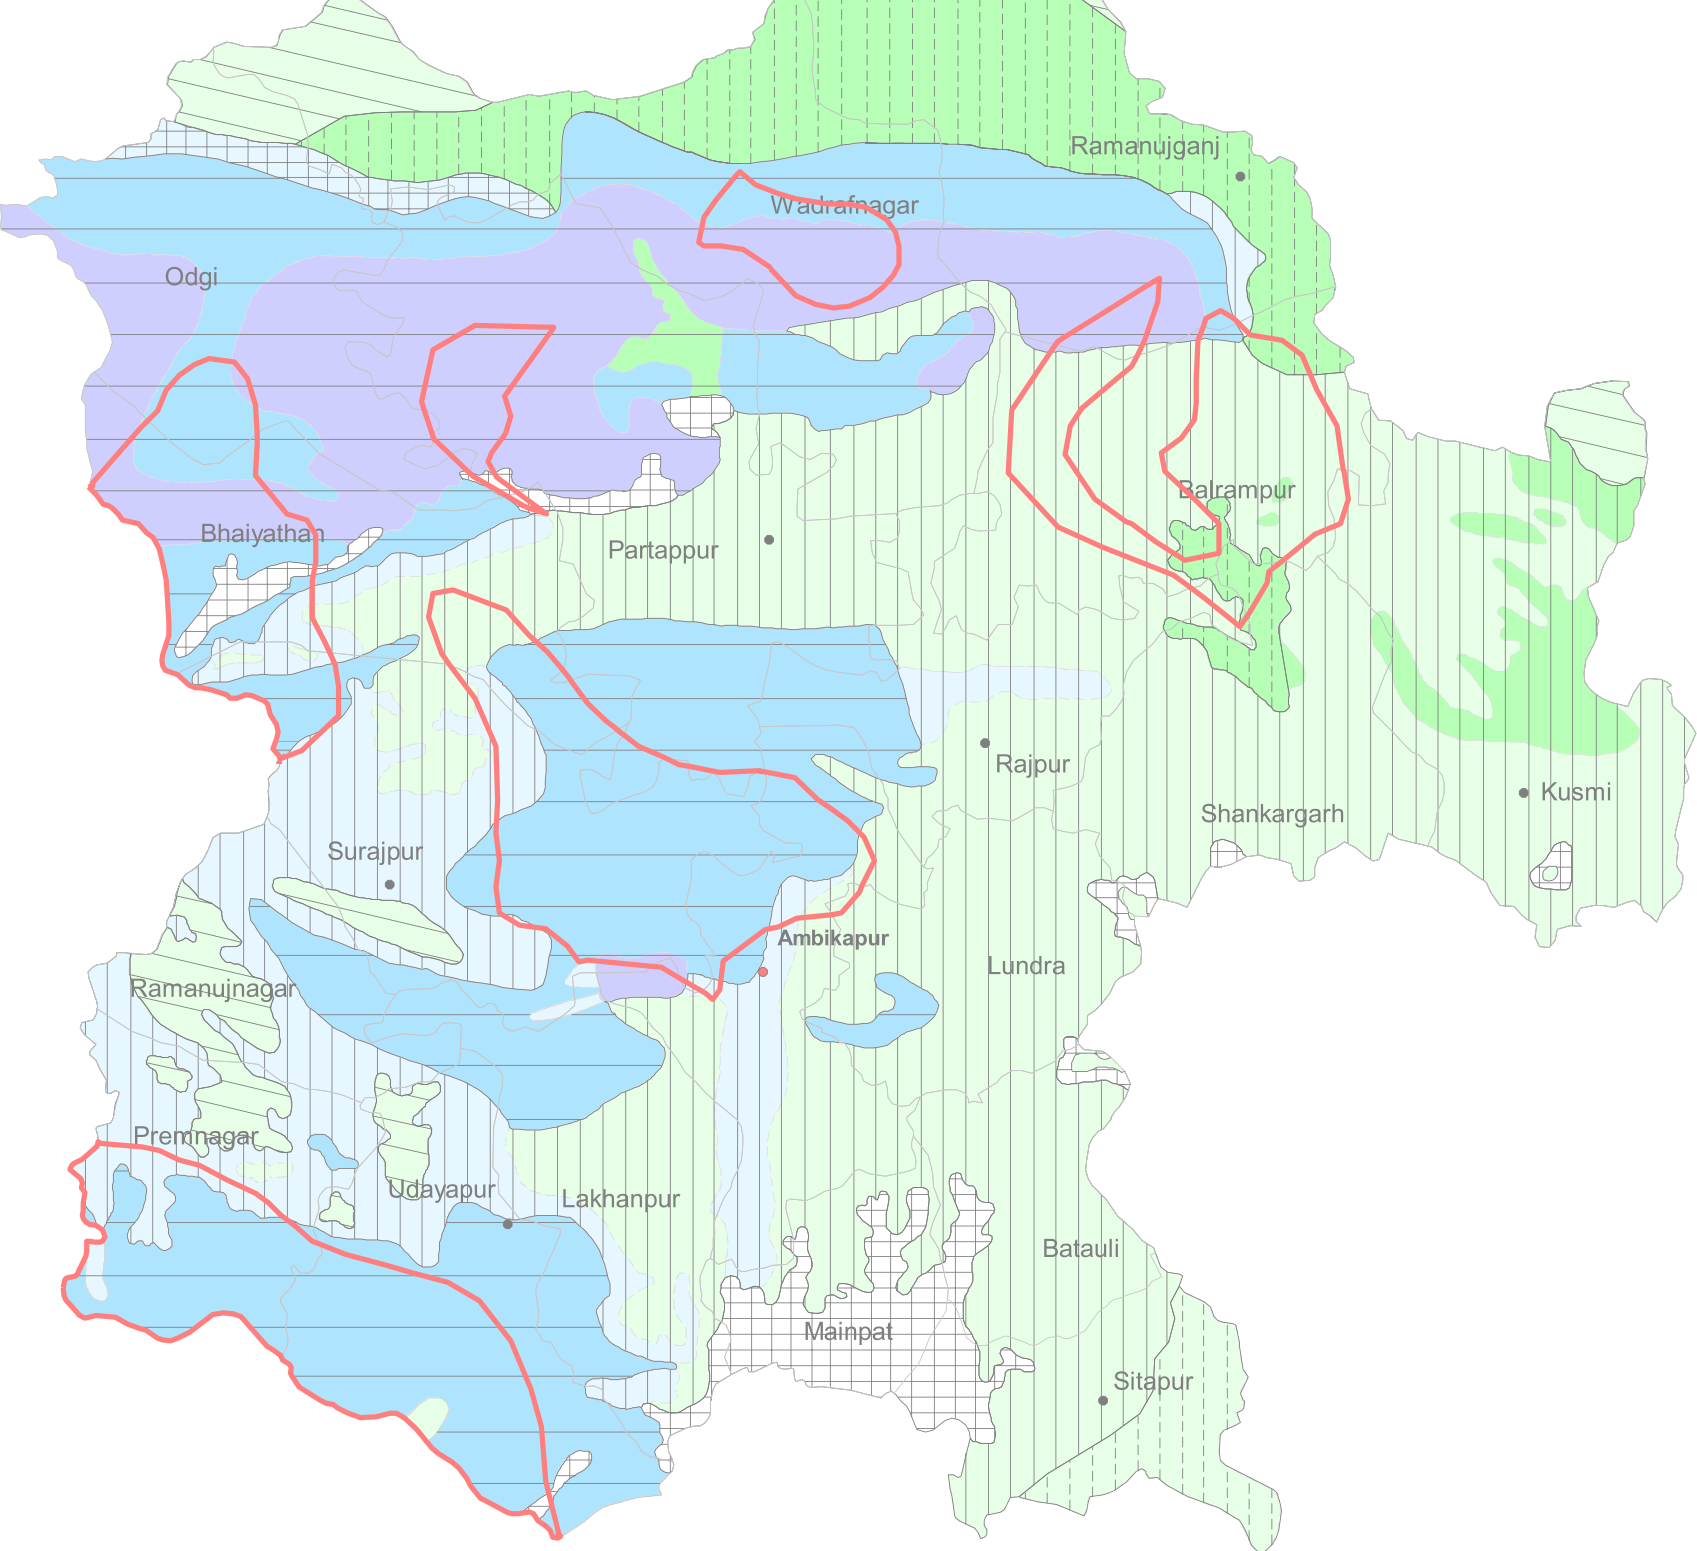 Ramanujganj
Wadrafnagar
Odgi
Balrampur
Bhaiyathan
Partappur
Rajpur
Kusmi
Shankargarh
Surajpur
Ambikapur
Lundra
Ramanujnagar
Premnagar
Udayapur
Lakhanpur
Batauli
Mainpat
Sitapur